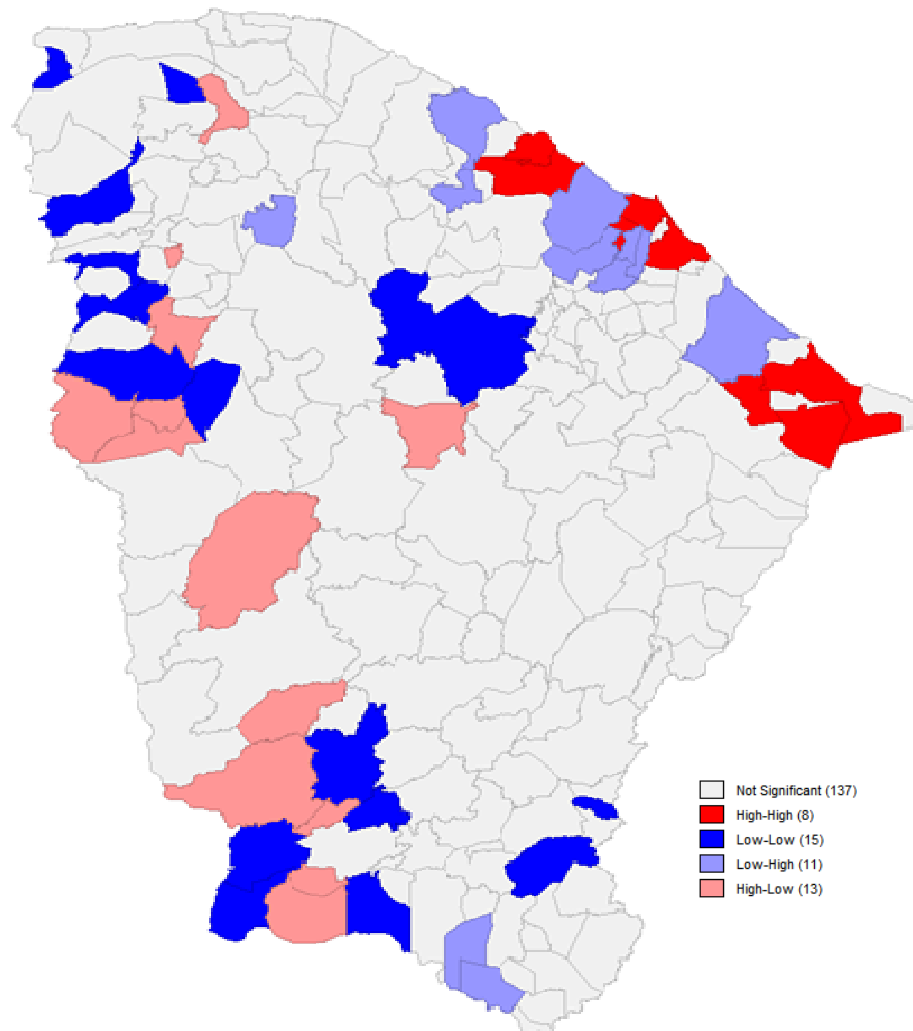 Not Significant (137)
High-High (8)
Low-Low (15)
Low-High (11)
High-Low (13)